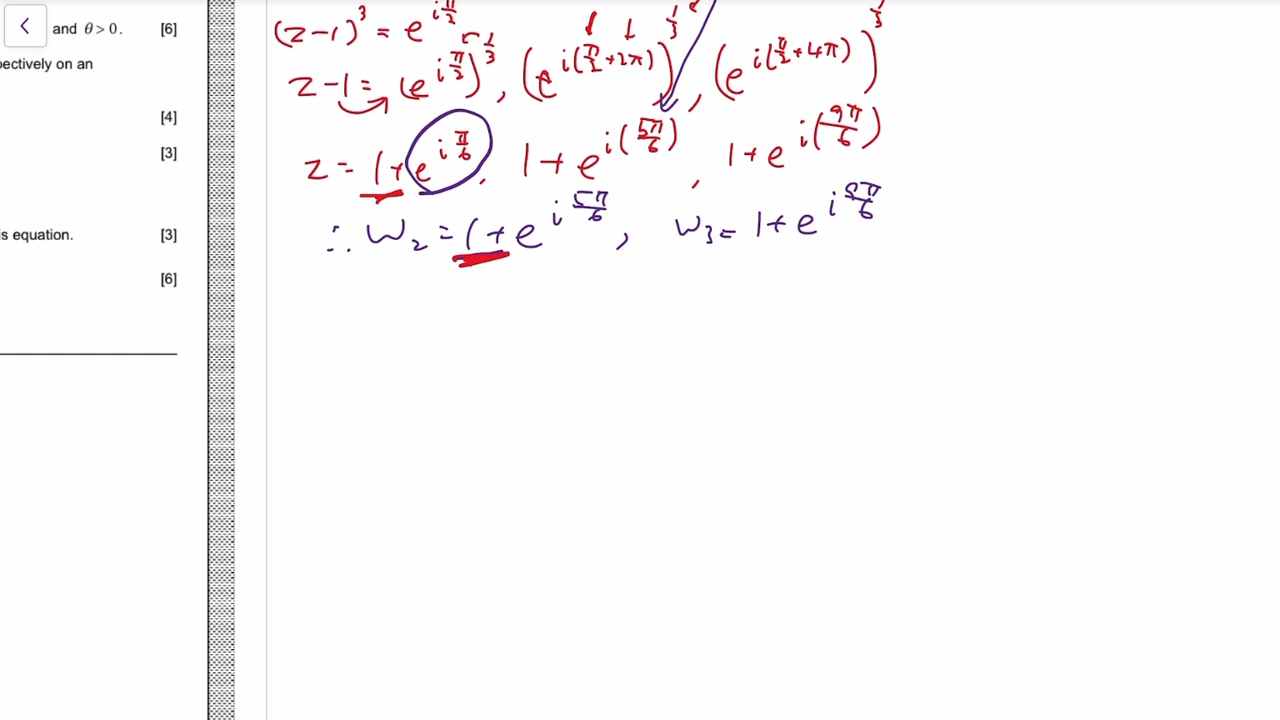 and θ > 0. [6]
ectively on an
[4]
[3]
s equation. [3]
[6]
(z-1)³ = e^{iπ/2}
z-1 = (e^{iπ/2})^{1/3}, (e^{i(π/2+2π)})^{1/3}, (e^{i(π/2+4π)})^{1/3}
z = 1+e^{iπ/6}, 1+e^{i(5π/6)}, 1+e^{i(9π/6)}
∴ w₂ = 1+e^{i5π/6}, w₃ = 1+e^{i9π/6}